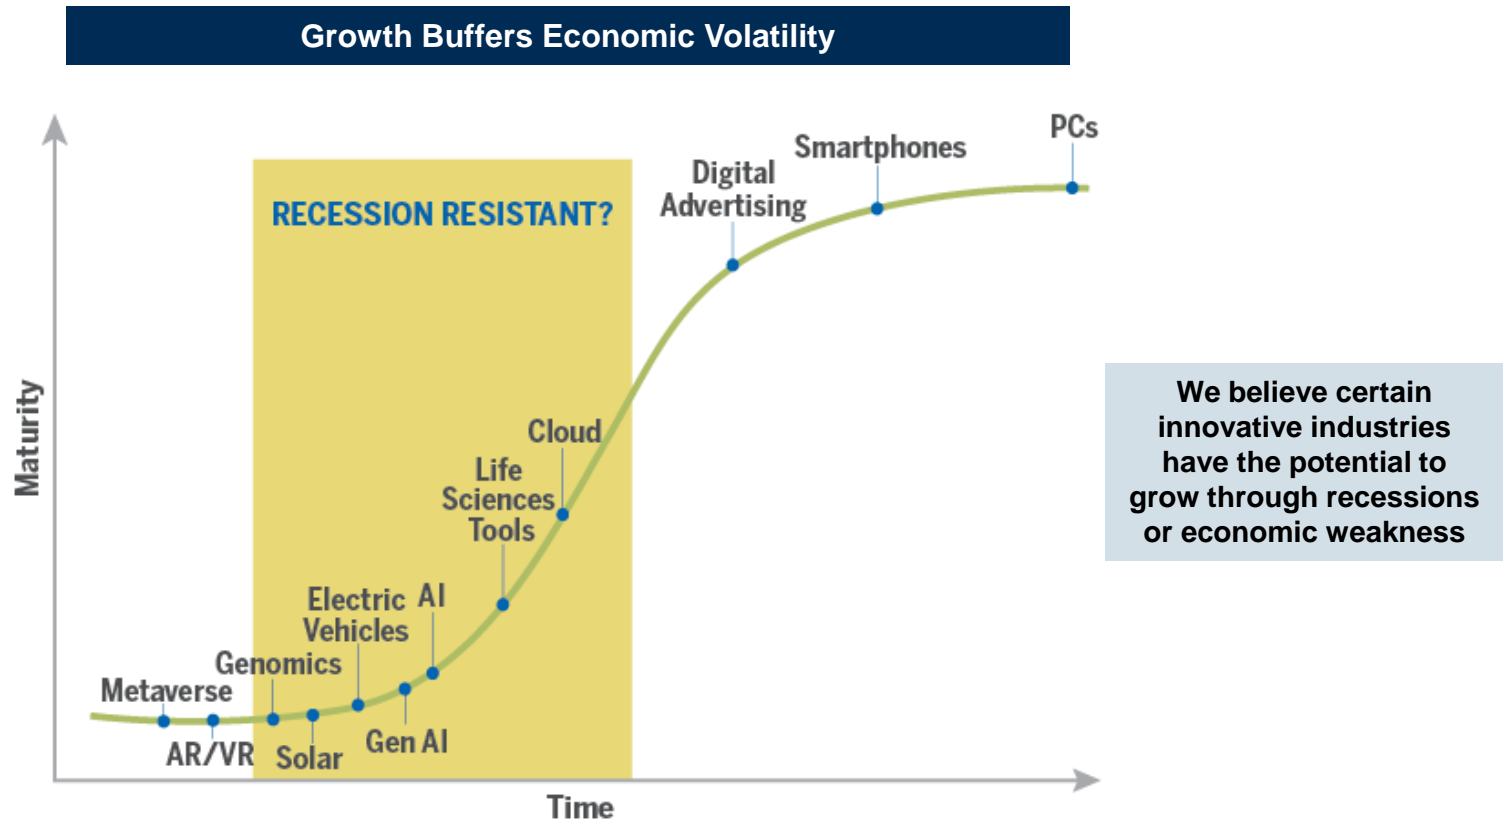 Growth Buffers Economic Volatility
PCs
Smartphones
Digital
Advertising
RECESSION RESISTANT?
Maturity
Cloud
Life
Sciences
Tools
Electric
Vehicles
AI
Genomics
Metaverse
AR/VR
Solar
Gen AI
Time
We believe certain
innovative industries
have the potential to
grow through recessions
or economic weakness